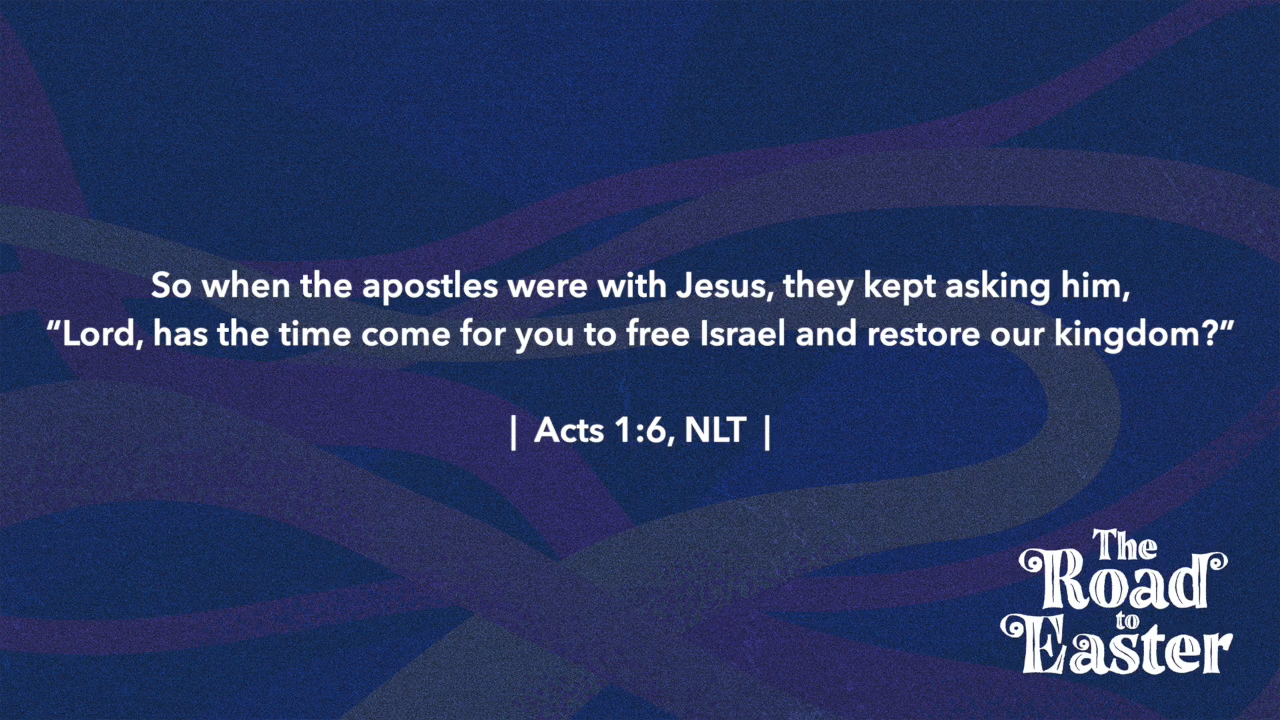 So when the apostles were with Jesus, they kept asking him,
“Lord, has the time come for you to free Israel and restore our kingdom?”
| Acts 1:6, NLT |
The
Road
to
Easter